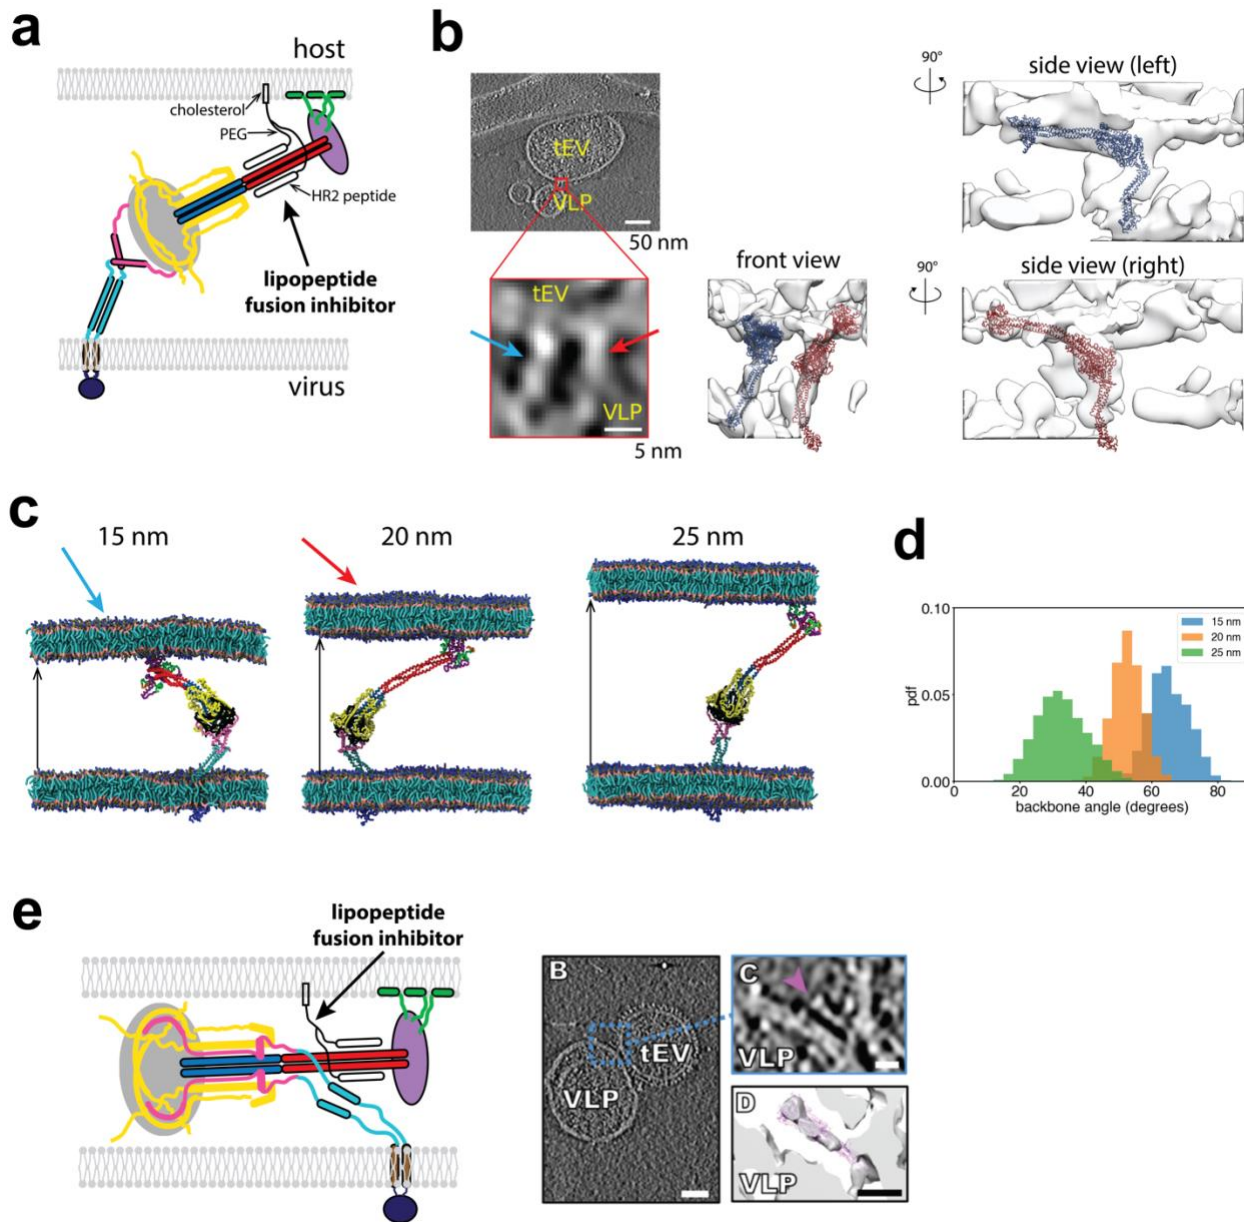 a
host
cholesterol
PEG
HR2 peptide
lipopeptide
fusion inhibitor
virus
b
tEV
VLP
50 nm
tEV
VLP
5 nm
front view
90°
side view (left)
90°
side view (right)
c
15 nm
20 nm
25 nm
d
0.10
0.05
0.00
pdf
15 nm
20 nm
25 nm
0 20 40 60 80
backbone angle (degrees)
e
lipopeptide
fusion inhibitor
B
tEV
VLP
C
VLP
D
VLP